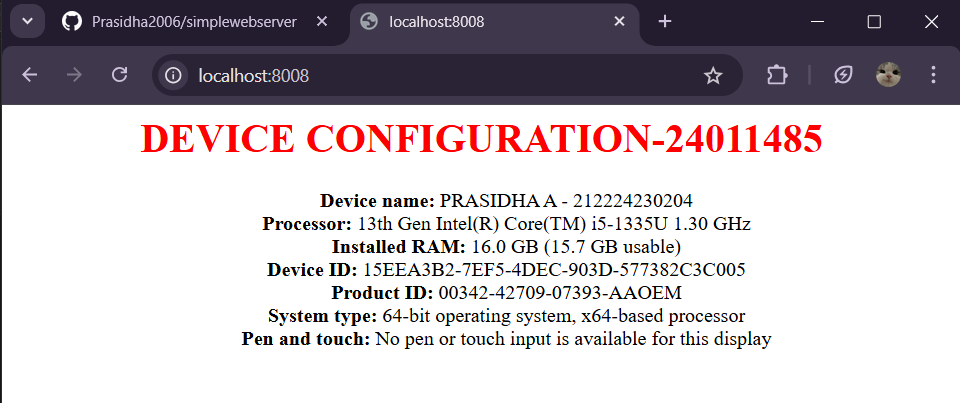 Prasidha2006/simplewebserver
localhost:8008
localhost:8008
DEVICE CONFIGURATION-24011485
Device name: PRASIDHA A - 212224230204
Processor: 13th Gen Intel(R) Core(TM) i5-1335U 1.30 GHz
Installed RAM: 16.0 GB (15.7 GB usable)
Device ID: 15EEA3B2-7EF5-4DEC-903D-577382C3C005
Product ID: 00342-42709-07393-AAOEM
System type: 64-bit operating system, x64-based processor
Pen and touch: No pen or touch input is available for this display